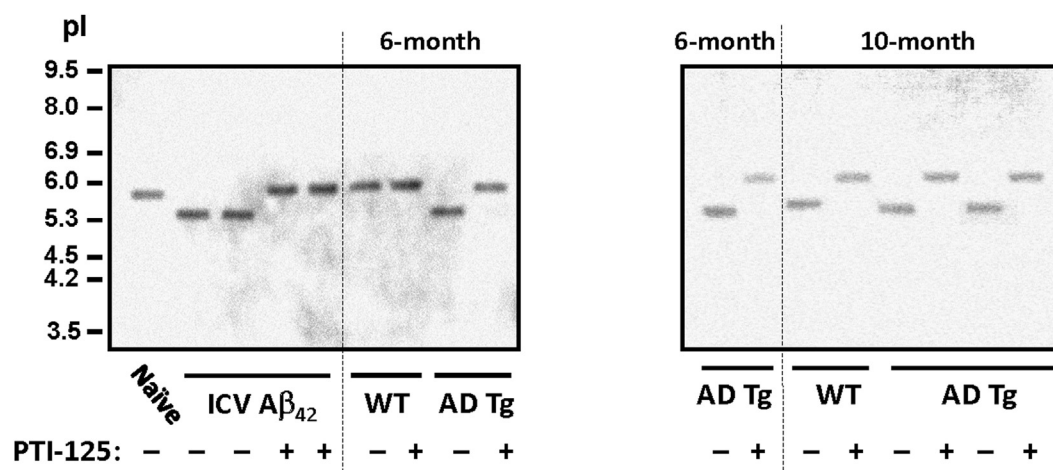 pI
6-month
6-month 10-month
9.5
8.0
6.9
6.0
5.3
4.5
4.2
3.5
Naïve
ICV Aβ42 WT AD Tg
AD Tg WT AD Tg
PTI-125: – – – + + – + – +
– + – + – + – +